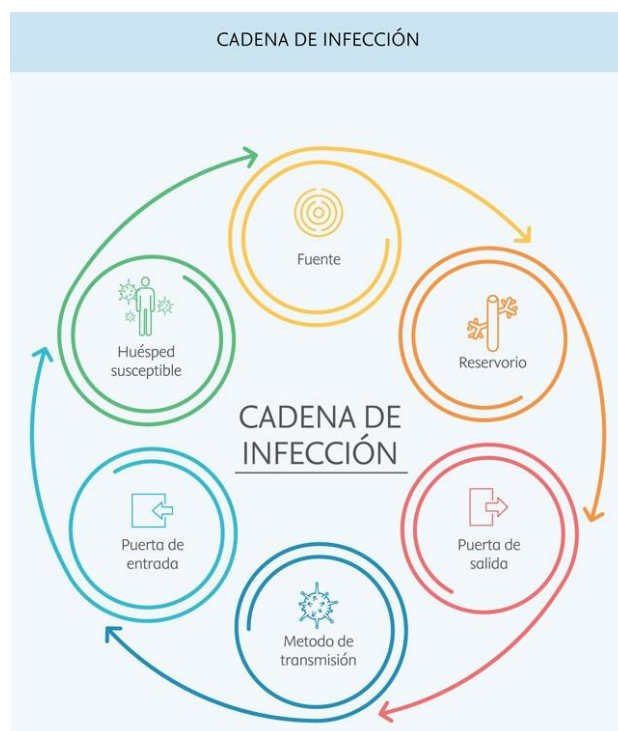 CADENA DE INFECCIÓN
Fuente
Reservorio
Puerta de
salida
Metodo de
transmisión
Puerta de
entrada
Huésped
susceptible
CADENA DE
INFECCIÓN